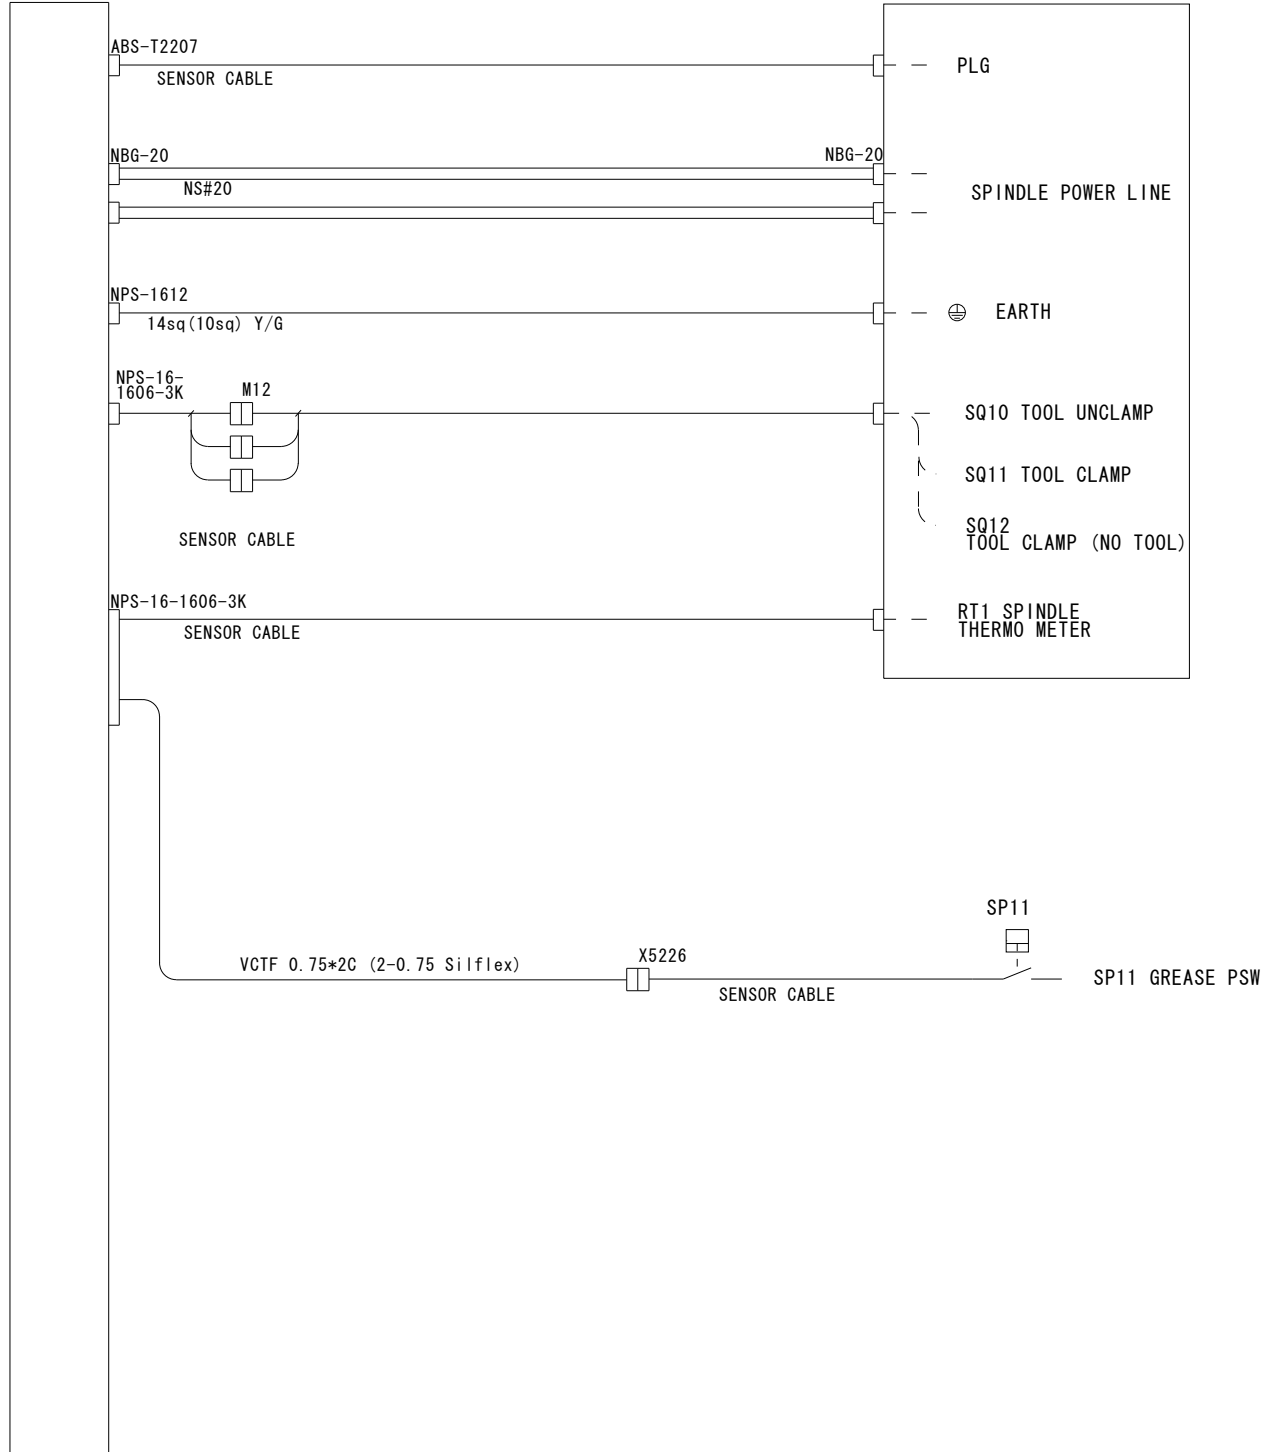 ABS-T2207
SENSOR CABLE
PLG
NBG-20
NBG-20
NS#20
SPINDLE POWER LINE
NPS-1612
14sq(10sq) Y/G
EARTH
NPS-16-
1606-3K
M12
SQ10 TOOL UNCLAMP
SQ11 TOOL CLAMP
SQ12
TOOL CLAMP (NO TOOL)
SENSOR CABLE
NPS-16-1606-3K
SENSOR CABLE
RT1 SPINDLE
THERMO METER
SP11
VCTF 0.75*2C (2-0.75 Silflex)
X5226
SENSOR CABLE
SP11 GREASE PSW